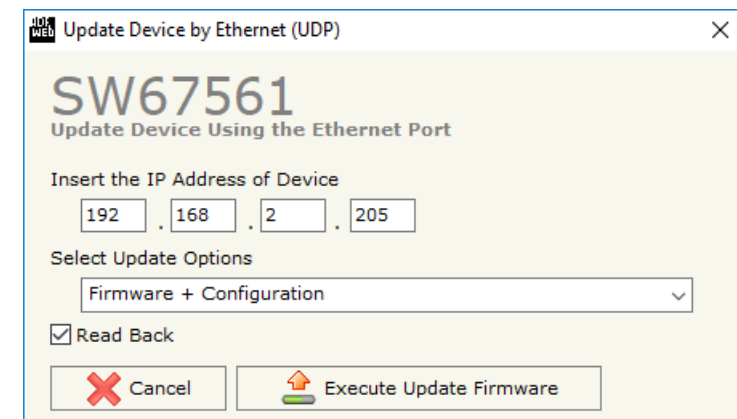 Update Device by Ethernet (UDP)
SW67561
Update Device Using the Ethernet Port
Insert the IP Address of Device
192 . 168 . 2 . 205
Select Update Options
Firmware + Configuration
Read Back
Cancel Execute Update Firmware